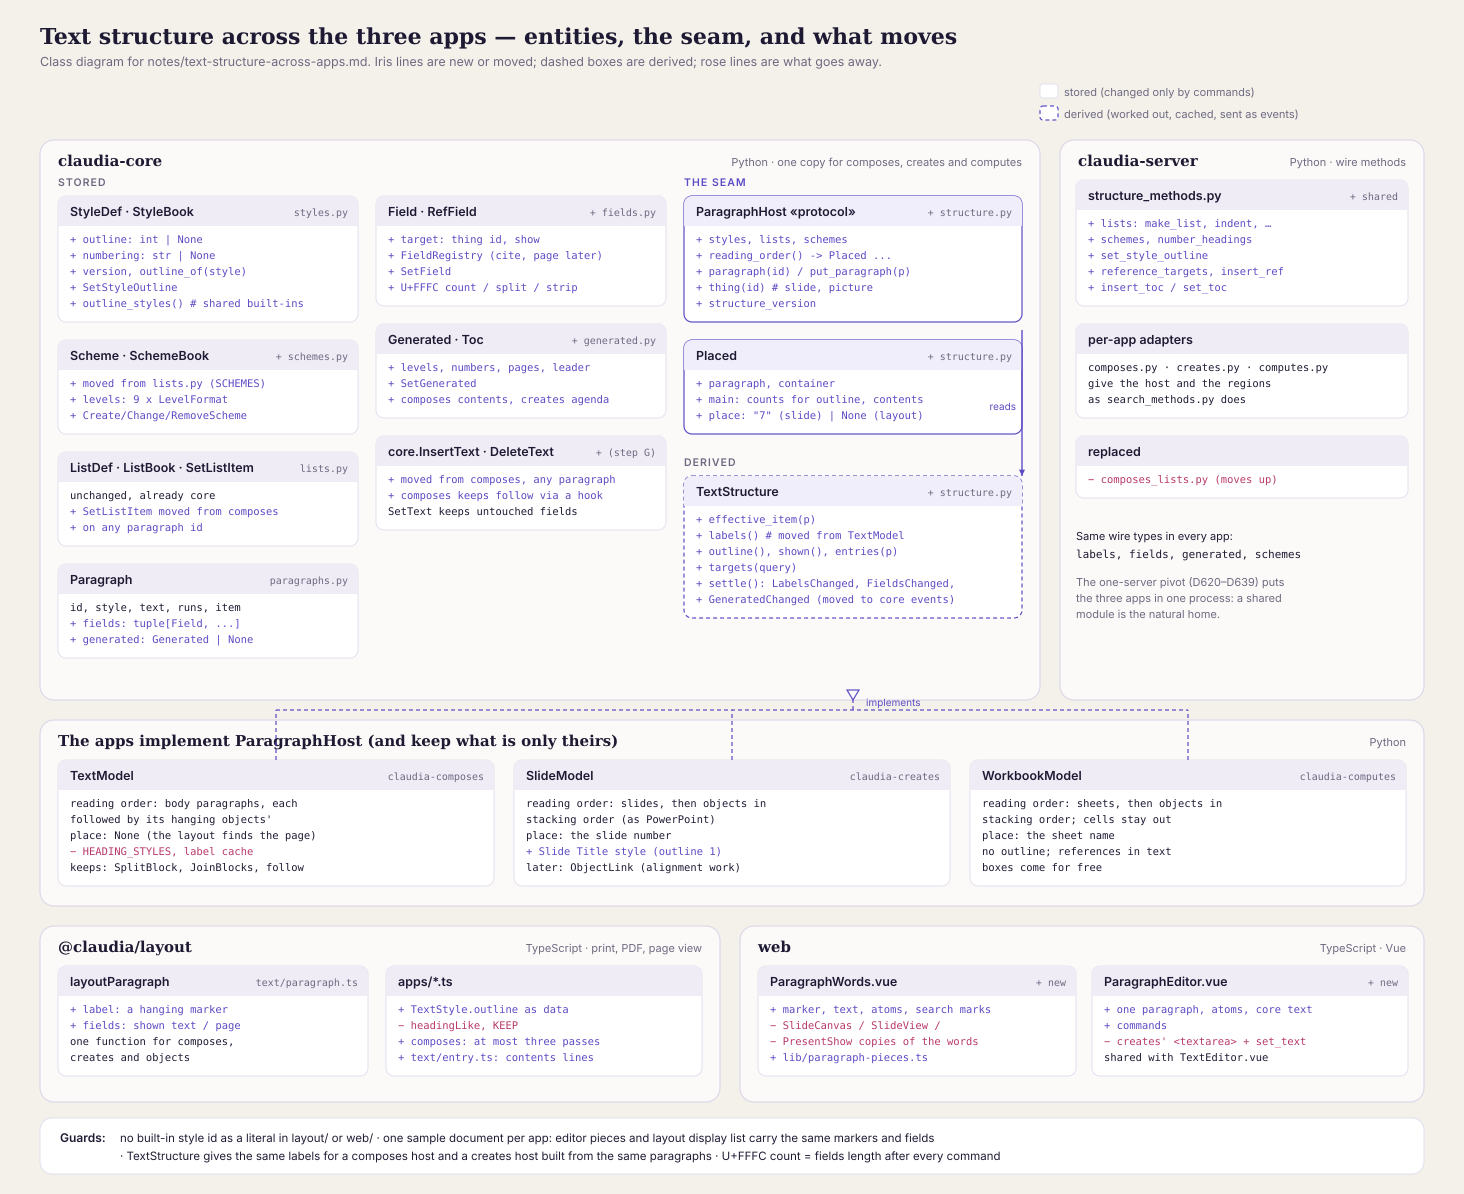 Text structure across the three apps — entities, the seam, and what moves
Class diagram for notes/text-structure-across-apps.md. Iris lines are new or moved; dashed boxes are derived; rose lines are what goes away.
stored (changed only by commands)
derived (worked out, cached, sent as events)
claudia-core
Python · one copy for composes, creates and computes
STORED
StyleDef · StyleBook
styles.py
+ outline: int | None
+ numbering: str | None
+ version, outline_of(style)
+ SetStyleOutline
+ outline_styles() # shared built-ins
Scheme · SchemeBook
+ schemes.py
+ moved from lists.py (SCHEMES)
+ levels: 9 x LevelFormat
+ Create/Change/RemoveScheme
ListDef · ListBook · SetListItem
lists.py
unchanged, already core
+ SetListItem moved from composes
+ on any paragraph id
Paragraph
paragraphs.py
id, style, text, runs, item
+ fields: tuple[Field, ...]
+ generated: Generated | None
Field · RefField
+ fields.py
+ target: thing id, show
+ FieldRegistry (cite, page later)
+ SetField
+ U+FFFC count / split / strip
Generated · Toc
+ generated.py
+ levels, numbers, pages, leader
+ SetGenerated
+ composes contents, creates agenda
core.InsertText · DeleteText
+ (step G)
+ moved from composes, any paragraph
+ composes keeps follow via a hook
SetText keeps untouched fields
THE SEAM
ParagraphHost «protocol»
+ structure.py
+ styles, lists, schemes
+ reading_order() -> Placed ...
+ paragraph(id) / put_paragraph(p)
+ thing(id) # slide, picture
+ structure_version
Placed
+ structure.py
+ paragraph, container
+ main: counts for outline, contents
+ place: "7" (slide) | None (layout)
reads
DERIVED
TextStructure
+ structure.py
+ effective_item(p)
+ labels() # moved from TextModel
+ outline(), shown(), entries(p)
+ targets(query)
+ settle(): LabelsChanged, FieldsChanged,
+ GeneratedChanged (moved to core events)
claudia-server
Python · wire methods
structure_methods.py
+ shared
+ lists: make_list, indent, …
+ schemes, number_headings
+ set_style_outline
+ reference_targets, insert_ref
+ insert_toc / set_toc
per-app adapters
composes.py · creates.py · computes.py
give the host and the regions
as search_methods.py does
replaced
− composes_lists.py (moves up)
Same wire types in every app:
labels, fields, generated, schemes
The one-server pivot (D620–D639) puts
the three apps in one process: a shared
module is the natural home.
implements
The apps implement ParagraphHost (and keep what is only theirs)
Python
TextModel
claudia-composes
reading order: body paragraphs, each
followed by its hanging objects'
place: None (the layout finds the page)
− HEADING_STYLES, label cache
keeps: SplitBlock, JoinBlocks, follow
SlideModel
claudia-creates
reading order: slides, then objects in
stacking order (as PowerPoint)
place: the slide number
+ Slide Title style (outline 1)
later: ObjectLink (alignment work)
WorkbookModel
claudia-computes
reading order: sheets, then objects in
stacking order; cells stay out
place: the sheet name
no outline; references in text
boxes come for free
@claudia/layout
TypeScript · print, PDF, page view
layoutParagraph
text/paragraph.ts
+ label: a hanging marker
+ fields: shown text / page
one function for composes,
creates and objects
apps/*.ts
+ TextStyle.outline as data
− headingLike, KEEP
+ composes: at most three passes
+ text/entry.ts: contents lines
web
TypeScript · Vue
ParagraphWords.vue
+ new
+ marker, text, atoms, search marks
− SlideCanvas / SlideView /
− PresentShow copies of the words
+ lib/paragraph-pieces.ts
ParagraphEditor.vue
+ new
+ one paragraph, atoms, core text
+ commands
− creates' <textarea> + set_text
shared with TextEditor.vue
Guards: no built-in style id as a literal in layout/ or web/ · one sample document per app: editor pieces and layout display list carry the same markers and fields
· TextStructure gives the same labels for a composes host and a creates host built from the same paragraphs · U+FFFC count = fields length after every command